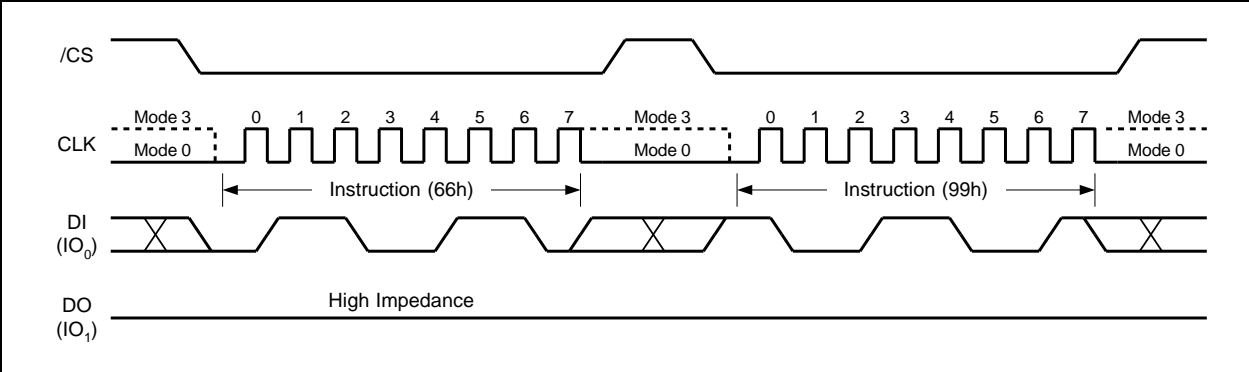 /CS
Mode 3 0 1 2 3 4 5 6 7 Mode 3 0 1 2 3 4 5 6 7 Mode 3
CLK
Mode 0 Mode 0 Mode 0
Instruction (66h) Instruction (99h)
DI
(IO0)
High Impedance
DO
(IO1)